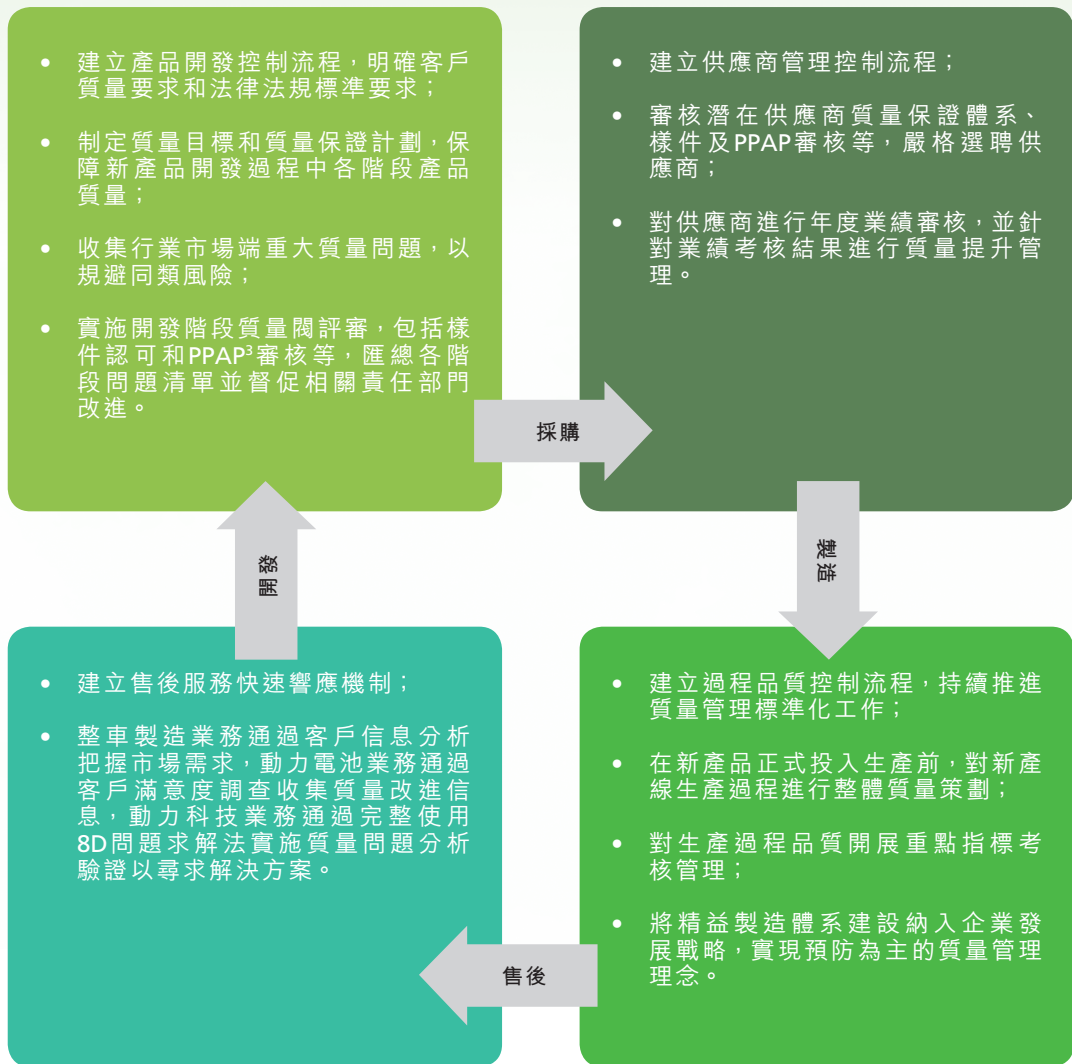 • 建立產品開發控制流程，明確客戶
質量要求和法律法規標準要求；
• 制定質量目標和質量保證計劃，保
障新產品開發過程中各階段產品
質量；
• 收集行業市場端重大質量問題，以
規避同類風險；
• 實施開發階段質量閥評審，包括樣
件認可和PPAP³審核等，匯總各階
段問題清單並督促相關責任部門
改進。
採購
• 建立供應商管理控制流程；
• 審核潛在供應商質量保證體系、
樣件及PPAP審核等，嚴格選聘供
應商；
• 對供應商進行年度業績審核，並針
對業績考核結果進行質量提升管
理。
製造
• 建立過程品質控制流程，持續推進
質量管理標準化工作；
• 在新產品正式投入生產前，對新產
線生產過程進行整體質量策劃；
• 對生產過程品質開展重點指標考
核管理；
• 將精益製造體系建設納入企業發
展戰略，實現預防為主的質量管理
理念。
售後
• 建立售後服務快速響應機制；
• 整車製造業務通過客戶信息分析
把握市場需求，動力電池業務通過
客戶滿意度調查收集質量改進信
息，動力科技業務通過完整使用
8D問題求解法實施質量問題分析
驗證以尋求解決方案。
開發